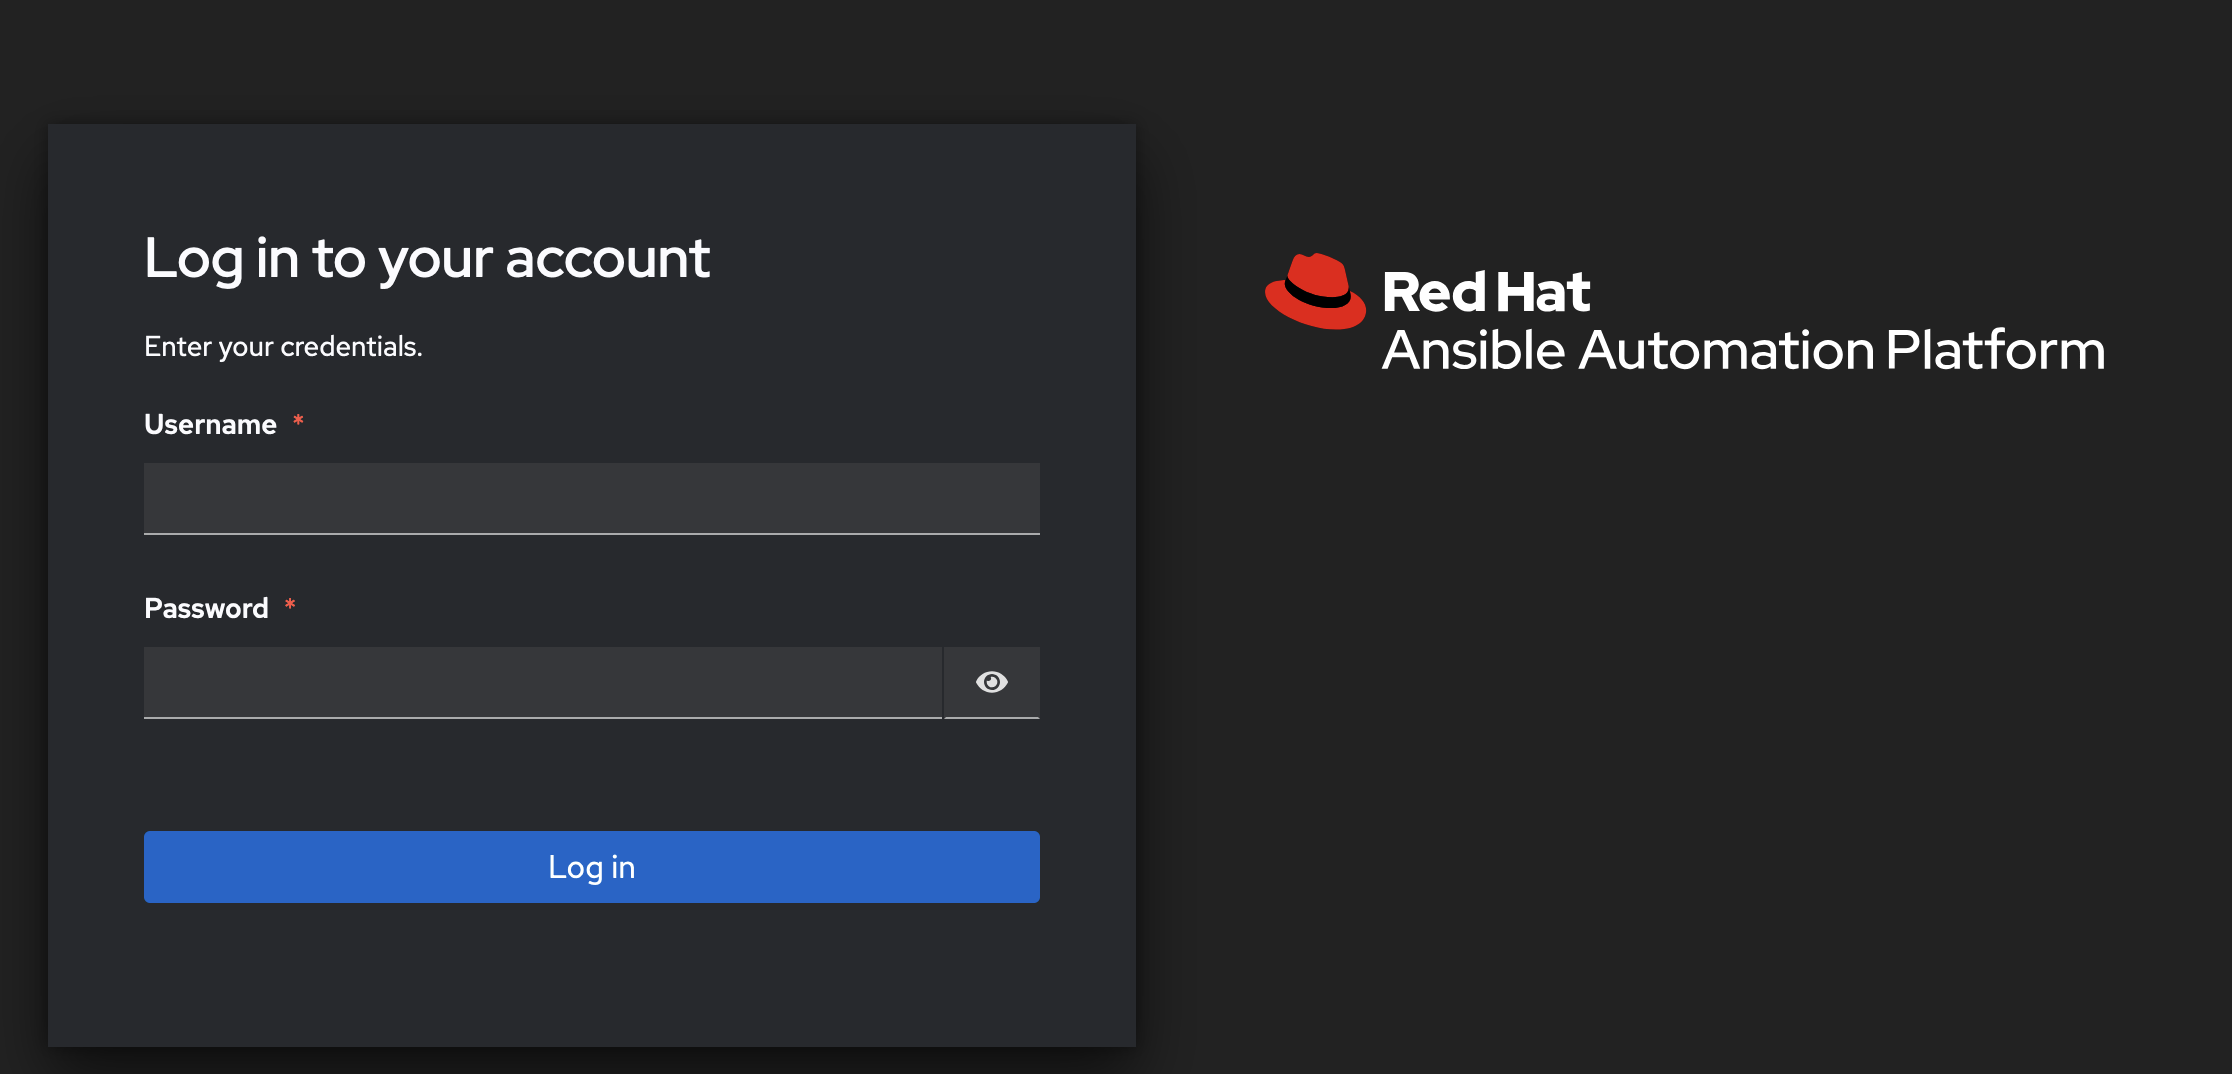 Log in to your account
Enter your credentials.
Username *
Password *
Log in
Red Hat
Ansible Automation Platform